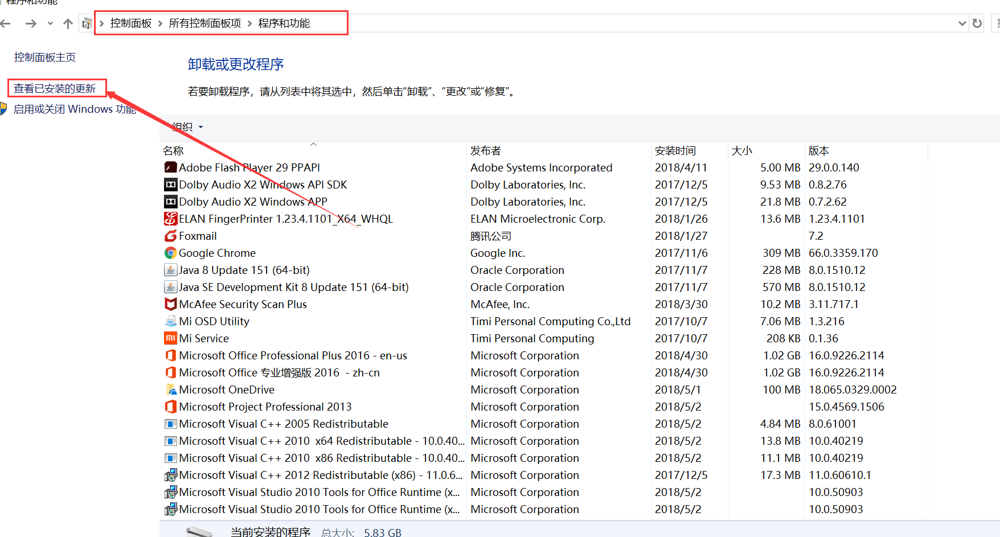 程序和功能
控制面板 > 所有控制面板项 > 程序和功能
控制面板主页
查看已安装的更新
启用或关闭 Windows 功能
卸载或更改程序
若要卸载程序，请从列表中将其选中，然后单击“卸载”、“更改”或“修复”。
组织
名称 发布者 安装时间 大小 版本
Adobe Flash Player 29 PPAPI Adobe Systems Incorporated 2018/4/11 5.00 MB 29.0.0.140
Dolby Audio X2 Windows API SDK Dolby Laboratories, Inc. 2017/12/5 9.53 MB 0.8.2.76
Dolby Audio X2 Windows APP Dolby Laboratories, Inc. 2017/12/5 21.8 MB 0.7.2.62
ELAN FingerPrinter 1.23.4.1101_X64_WHQL ELAN Microelectronic Corp. 2018/1/26 13.6 MB 1.23.4.1101
Foxmail 腾讯公司 2018/1/27 7.2
Google Chrome Google Inc. 2017/11/6 309 MB 66.0.3359.170
Java 8 Update 151 (64-bit) Oracle Corporation 2017/11/7 228 MB 8.0.1510.12
Java SE Development Kit 8 Update 151 (64-bit) Oracle Corporation 2017/11/7 570 MB 8.0.1510.12
McAfee Security Scan Plus McAfee, Inc. 2018/3/30 10.2 MB 3.11.717.1
Mi OSD Utility Timi Personal Computing Co.,Ltd 2017/10/7 7.06 MB 1.3.216
Mi Service Timi Personal Computing 2017/10/7 208 KB 0.1.36
Microsoft Office Professional Plus 2016 - en-us Microsoft Corporation 2018/4/30 1.02 GB 16.0.9226.2114
Microsoft Office 专业增强版 2016 - zh-cn Microsoft Corporation 2018/4/30 1.02 GB 16.0.9226.2114
Microsoft OneDrive Microsoft Corporation 2018/5/1 100 MB 18.065.0329.0002
Microsoft Project Professional 2013 Microsoft Corporation 2018/5/2 15.0.4569.1506
Microsoft Visual C++ 2005 Redistributable Microsoft Corporation 2018/5/2 4.84 MB 8.0.61001
Microsoft Visual C++ 2010 x64 Redistributable - 10.0.40... Microsoft Corporation 2018/5/2 13.8 MB 10.0.40219
Microsoft Visual C++ 2010 x86 Redistributable - 10.0.40... Microsoft Corporation 2018/5/2 11.1 MB 10.0.40219
Microsoft Visual C++ 2012 Redistributable (x86) - 11.0.6... Microsoft Corporation 2017/12/5 17.3 MB 11.0.60610.1
Microsoft Visual Studio 2010 Tools for Office Runtime (x... Microsoft Corporation 2018/5/2 10.0.50903
Microsoft Visual Studio 2010 Tools for Office Runtime (x... Microsoft Corporation 2018/5/2 10.0.50903
当前安装的程序 总大小: 5.83 GB